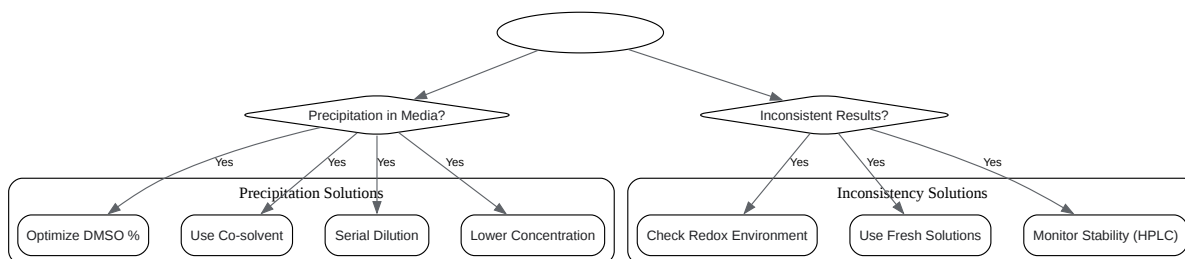 Precipitation in Media?
Inconsistent Results?
Yes
Yes
Yes
Yes
Yes
Yes
Yes
Precipitation Solutions
Inconsistency Solutions
Optimize DMSO %
Use Co-solvent
Serial Dilution
Lower Concentration
Check Redox Environment
Use Fresh Solutions
Monitor Stability (HPLC)